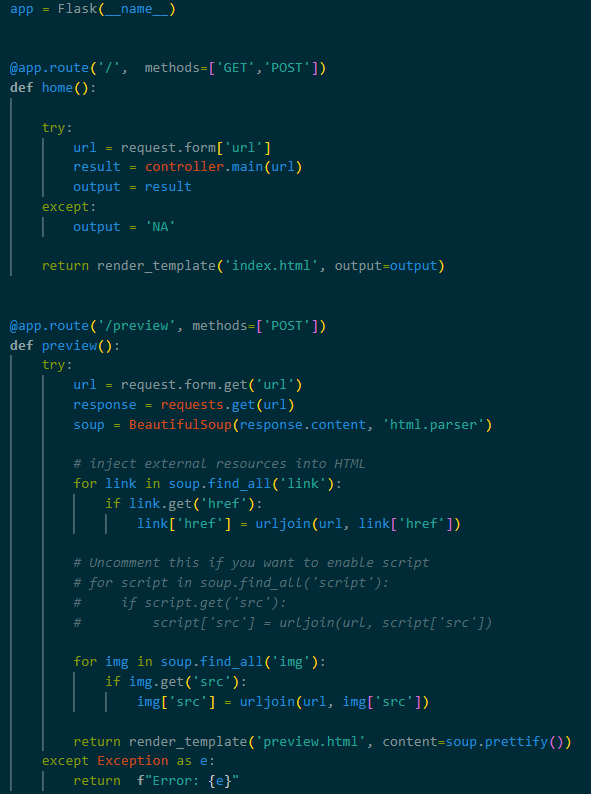 app = Flask(__name__)
@app.route('/',  methods=['GET','POST'])
def home():
    try:
        url = request.form['url']
        result = controller.main(url)
        output = result
    except:
        output = 'NA'
    return render_template('index.html', output=output)
@app.route('/preview', methods=['POST'])
def preview():
    try:
        url = request.form.get('url')
        response = requests.get(url)
        soup = BeautifulSoup(response.content, 'html.parser')
        # inject external resources into HTML
        for link in soup.find_all('link'):
            if link.get('href'):
                link['href'] = urljoin(url, link['href'])
        # Uncomment this if you want to enable script
        # for script in soup.find_all('script'):
        #     if script.get('src'):
        #         script['src'] = urljoin(url, script['src'])
        for img in soup.find_all('img'):
            if img.get('src'):
                img['src'] = urljoin(url, img['src'])
        return render_template('preview.html', content=soup.prettify())
    except Exception as e:
        return  f"Error: {e}"